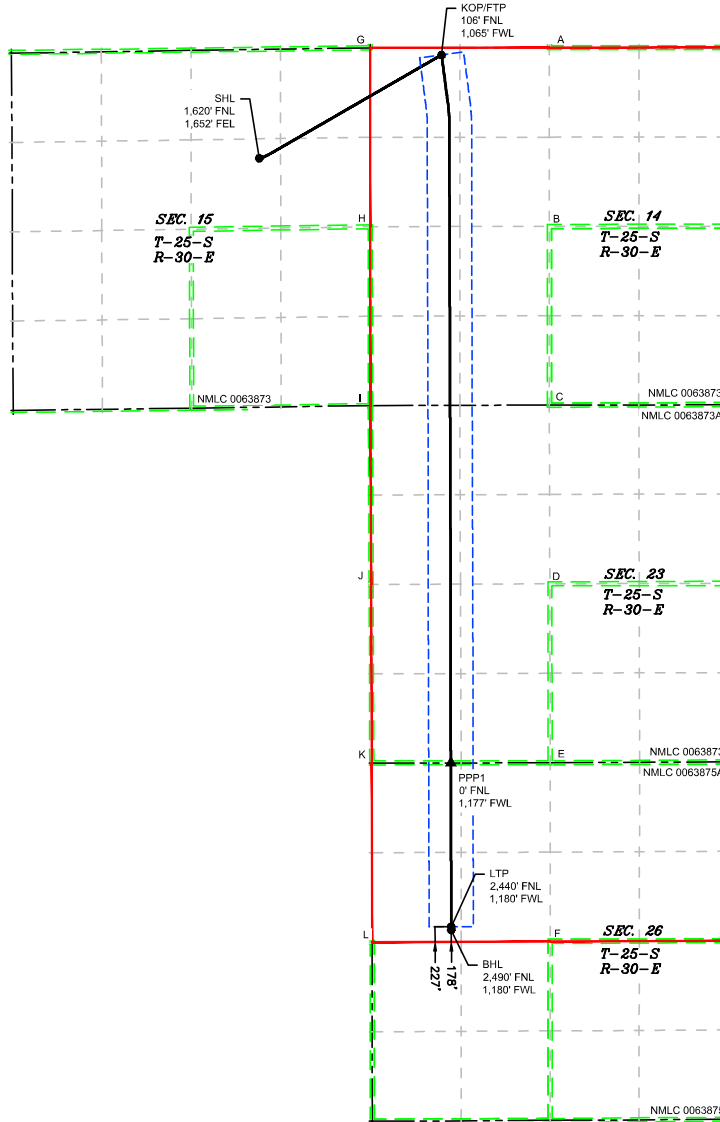 KOP/FTP
106' FNL
1,065' FWL
G
A
SHL
1,620' FNL
1,652' FEL
H
B
SEC. 15
T-25-S
R-30-E
SEC. 14
T-25-S
R-30-E
NMLC 0063873
I
C
NMLC 0063873
NMLC 0063873A
J
D
SEC. 23
T-25-S
R-30-E
K
E
NMLC 0063873
NMLC 0063875A
PPP1
0' FNL
1,177' FWL
LTP
2,440' FNL
1,180' FWL
L
F
SEC. 26
T-25-S
R-30-E
BHL
2,490' FNL
1,180' FWL
227'
178'
NMLC 0063875